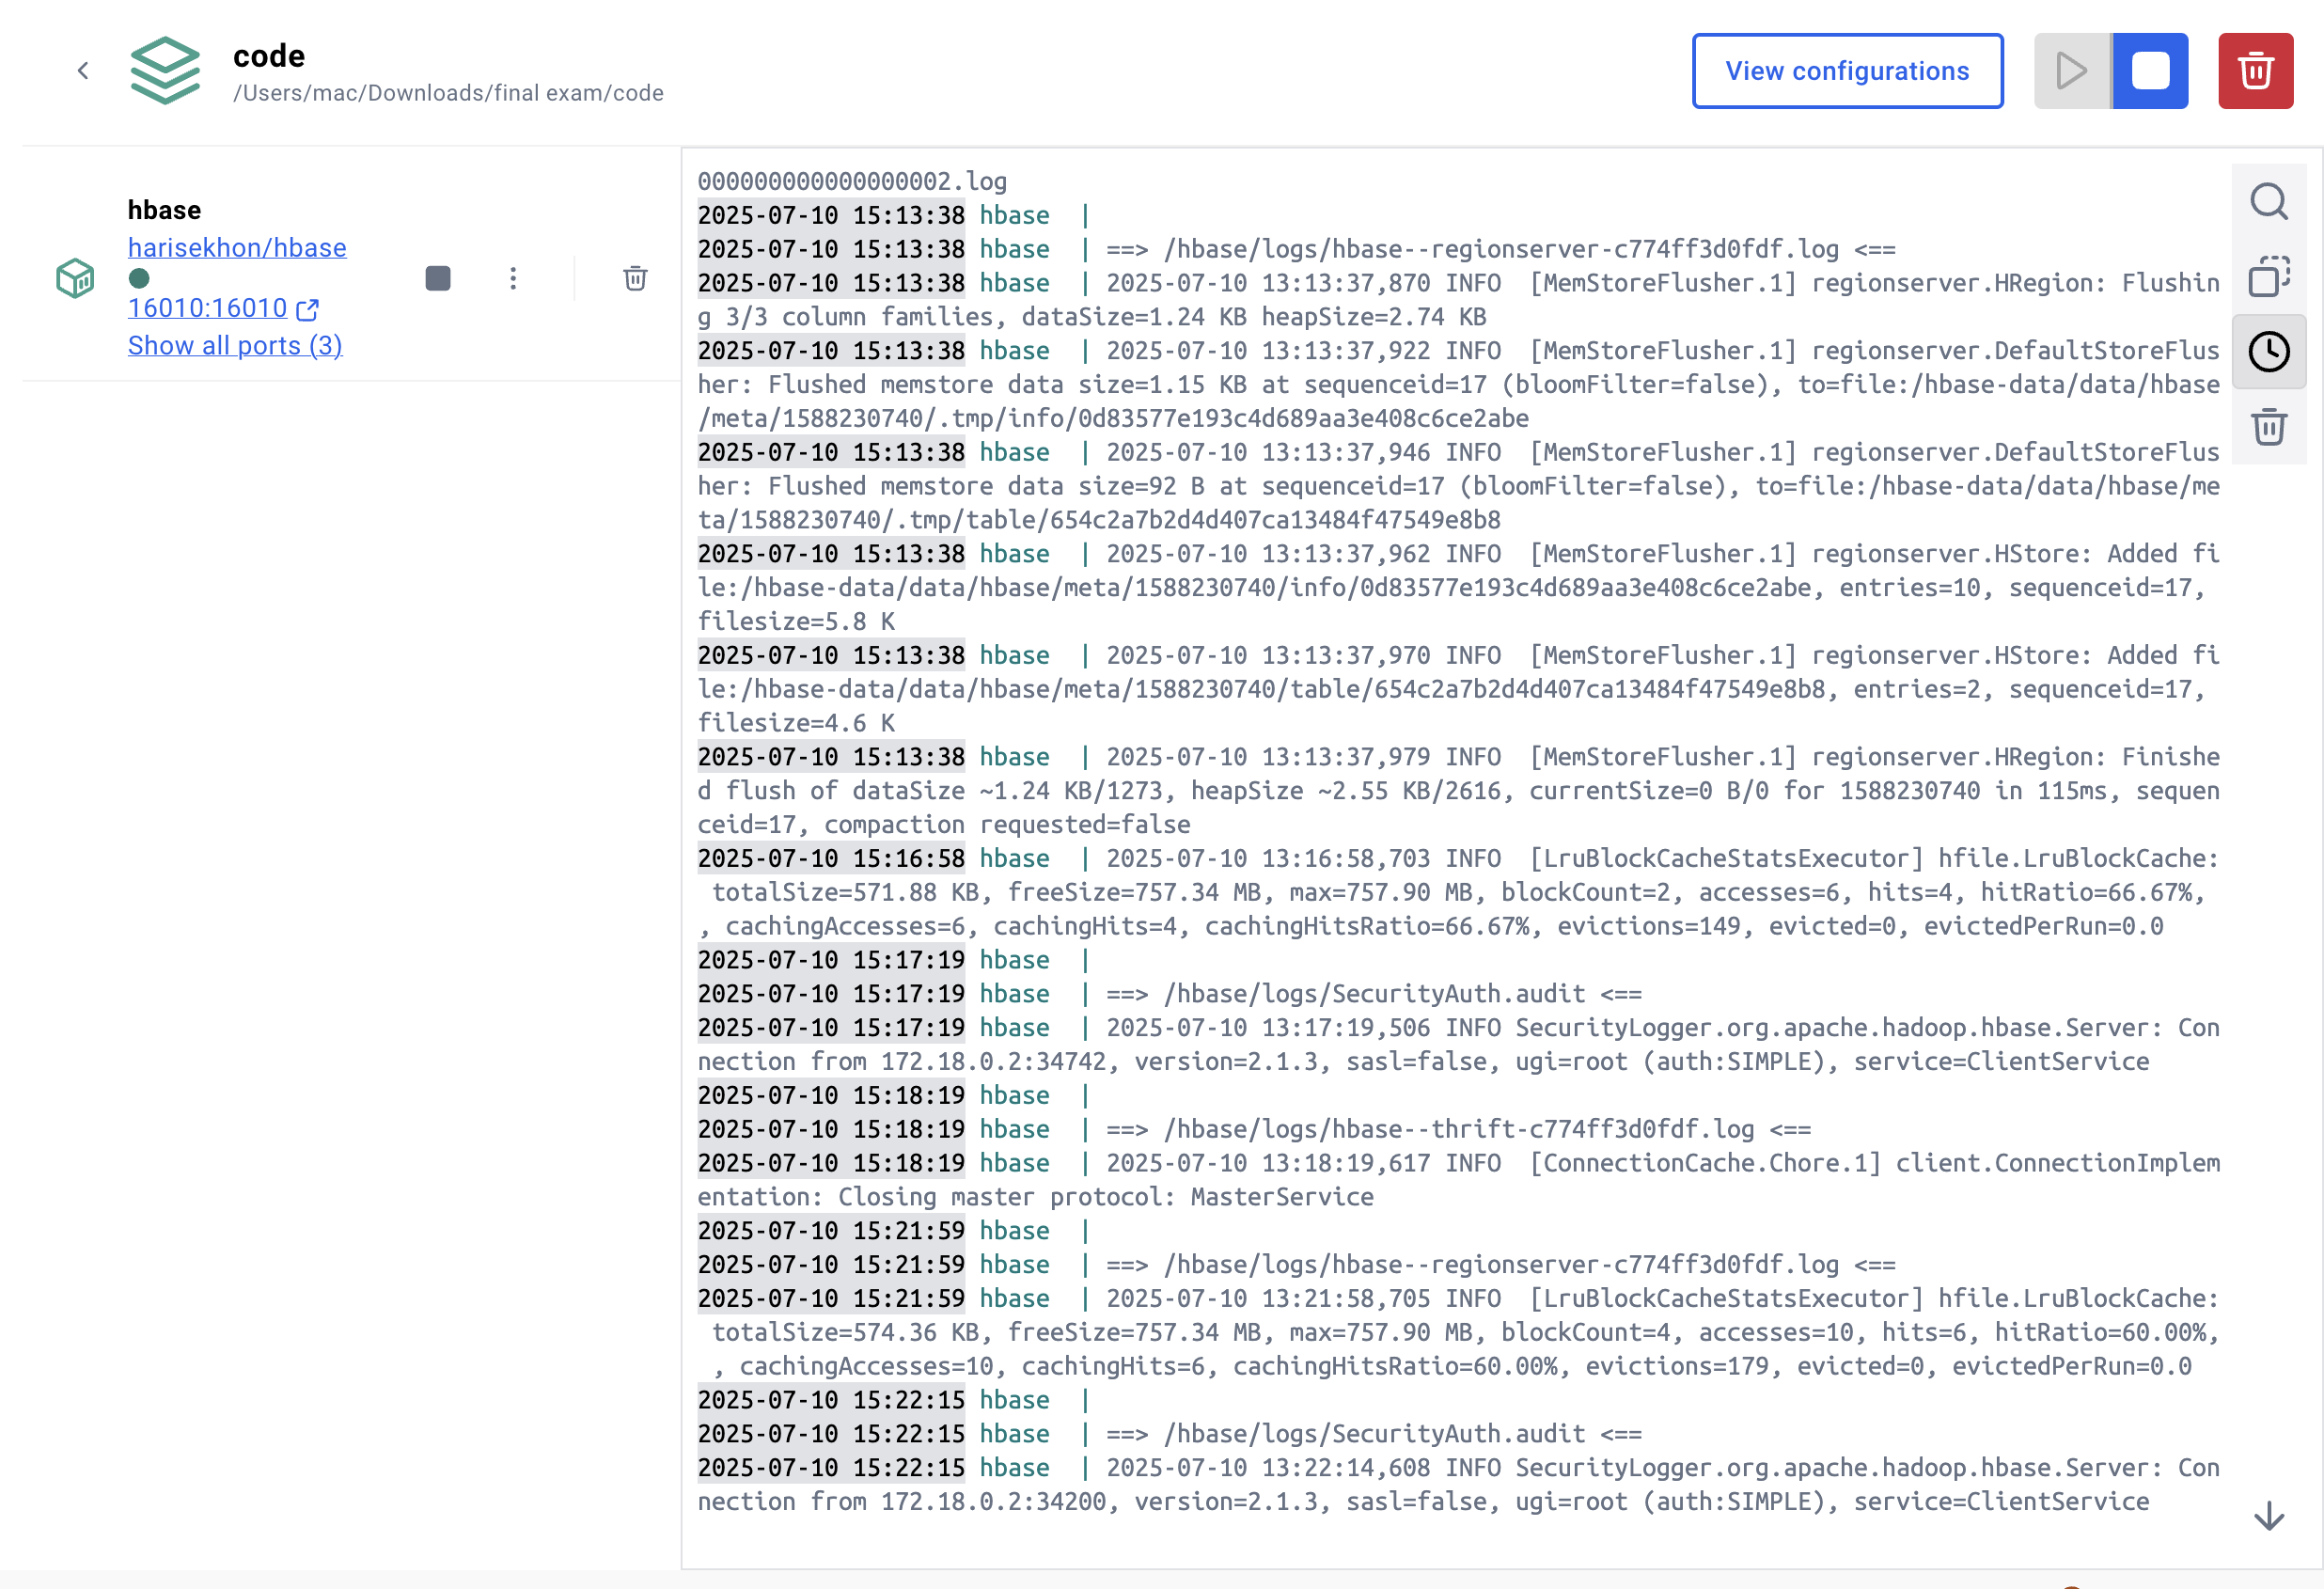 code
/Users/mac/Downloads/final exam/code
View configurations
hbase
harisekhon/hbase
16010:16010
Show all ports (3)
000000000000000002.log
2025-07-10 15:13:38 hbase  |
2025-07-10 15:13:38 hbase  | ==> /hbase/logs/hbase--regionserver-c774ff3d0fdf.log <==
2025-07-10 15:13:38 hbase  | 2025-07-10 13:13:37,870 INFO  [MemStoreFlusher.1] regionserver.HRegion: Flushin
g 3/3 column families, dataSize=1.24 KB heapSize=2.74 KB
2025-07-10 15:13:38 hbase  | 2025-07-10 13:13:37,922 INFO  [MemStoreFlusher.1] regionserver.DefaultStoreFlus
her: Flushed memstore data size=1.15 KB at sequenceid=17 (bloomFilter=false), to=file:/hbase-data/data/hbase
/meta/1588230740/.tmp/info/0d83577e193c4d689aa3e408c6ce2abe
2025-07-10 15:13:38 hbase  | 2025-07-10 13:13:37,946 INFO  [MemStoreFlusher.1] regionserver.DefaultStoreFlus
her: Flushed memstore data size=92 B at sequenceid=17 (bloomFilter=false), to=file:/hbase-data/data/hbase/me
ta/1588230740/.tmp/table/654c2a7b2d4d407ca13484f47549e8b8
2025-07-10 15:13:38 hbase  | 2025-07-10 13:13:37,962 INFO  [MemStoreFlusher.1] regionserver.HStore: Added fi
le:/hbase-data/data/hbase/meta/1588230740/info/0d83577e193c4d689aa3e408c6ce2abe, entries=10, sequenceid=17,
filesize=5.8 K
2025-07-10 15:13:38 hbase  | 2025-07-10 13:13:37,970 INFO  [MemStoreFlusher.1] regionserver.HStore: Added fi
le:/hbase-data/data/hbase/meta/1588230740/table/654c2a7b2d4d407ca13484f47549e8b8, entries=2, sequenceid=17,
filesize=4.6 K
2025-07-10 15:13:38 hbase  | 2025-07-10 13:13:37,979 INFO  [MemStoreFlusher.1] regionserver.HRegion: Finishe
d flush of dataSize ~1.24 KB/1273, heapSize ~2.55 KB/2616, currentSize=0 B/0 for 1588230740 in 115ms, sequen
ceid=17, compaction requested=false
2025-07-10 15:16:58 hbase  | 2025-07-10 13:16:58,703 INFO  [LruBlockCacheStatsExecutor] hfile.LruBlockCache:
totalSize=571.88 KB, freeSize=757.34 MB, max=757.90 MB, blockCount=2, accesses=6, hits=4, hitRatio=66.67%,
, cachingAccesses=6, cachingHits=4, cachingHitsRatio=66.67%, evictions=149, evicted=0, evictedPerRun=0.0
2025-07-10 15:17:19 hbase  |
2025-07-10 15:17:19 hbase  | ==> /hbase/logs/SecurityAuth.audit <==
2025-07-10 15:17:19 hbase  | 2025-07-10 13:17:19,506 INFO SecurityLogger.org.apache.hadoop.hbase.Server: Con
nection from 172.18.0.2:34742, version=2.1.3, sasl=false, ugi=root (auth:SIMPLE), service=ClientService
2025-07-10 15:18:19 hbase  |
2025-07-10 15:18:19 hbase  | ==> /hbase/logs/hbase--thrift-c774ff3d0fdf.log <==
2025-07-10 15:18:19 hbase  | 2025-07-10 13:18:19,617 INFO  [ConnectionCache.Chore.1] client.ConnectionImplem
entation: Closing master protocol: MasterService
2025-07-10 15:21:59 hbase  |
2025-07-10 15:21:59 hbase  | ==> /hbase/logs/hbase--regionserver-c774ff3d0fdf.log <==
2025-07-10 15:21:59 hbase  | 2025-07-10 13:21:58,705 INFO  [LruBlockCacheStatsExecutor] hfile.LruBlockCache:
totalSize=574.36 KB, freeSize=757.34 MB, max=757.90 MB, blockCount=4, accesses=10, hits=6, hitRatio=60.00%,
, cachingAccesses=10, cachingHits=6, cachingHitsRatio=60.00%, evictions=179, evicted=0, evictedPerRun=0.0
2025-07-10 15:22:15 hbase  |
2025-07-10 15:22:15 hbase  | ==> /hbase/logs/SecurityAuth.audit <==
2025-07-10 15:22:15 hbase  | 2025-07-10 13:22:14,608 INFO SecurityLogger.org.apache.hadoop.hbase.Server: Con
nection from 172.18.0.2:34200, version=2.1.3, sasl=false, ugi=root (auth:SIMPLE), service=ClientService